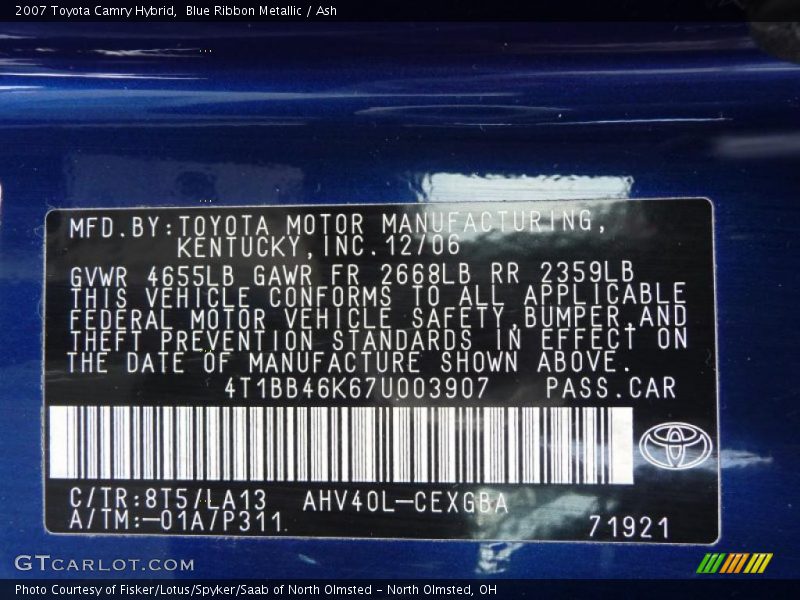 2007 Toyota Camry Hybrid,  Blue Ribbon Metallic / Ash
MFD.BY:TOYOTA MOTOR MANUFACTURING,
KENTUCKY,INC.12/06
GVWR 4655LB GAWR FR 2668LB RR 2359LB
THIS VEHICLE CONFORMS TO ALL APPLICABLE
FEDERAL MOTOR VEHICLE SAFETY,BUMPER,AND
THEFT PREVENTION STANDARDS IN EFFECT ON
THE DATE OF MANUFACTURE SHOWN ABOVE.
4T1BB46K67U003907 PASS.CAR
C/TR:8T5/LA13 AHV40L-CEXGBA
A/TM:-01A/P311
71921
GTCARLOT.COM
Photo Courtesy of Fisker/Lotus/Spyker/Saab of North Olmsted - North Olmsted, OH